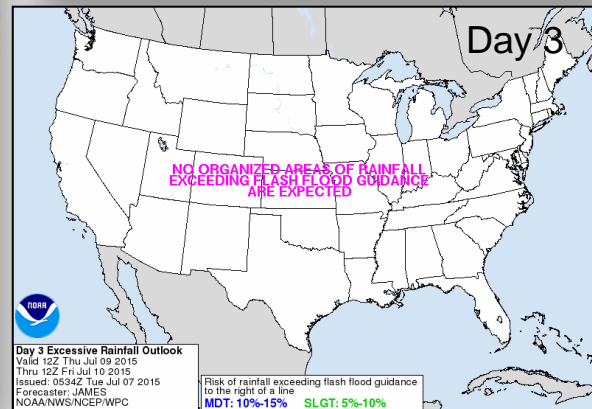 Day 3
NO ORGANIZED AREAS OF RAINFALL
EXCEEDING FLASH FLOOD GUIDANCE
ARE EXPECTED
NOAA
Day 3 Excessive Rainfall Outlook
Valid 12Z Thu Jul 09 2015
Thru 12Z Fri Jul 10 2015
Issued: 0534Z Tue Jul 07 2015
Forecaster: JAMES
NOAA/NWS/NCEP/WPC
Risk of rainfall exceeding flash flood guidance
to the right of a line
MDT: 10%-15% SLGT: 5%-10%